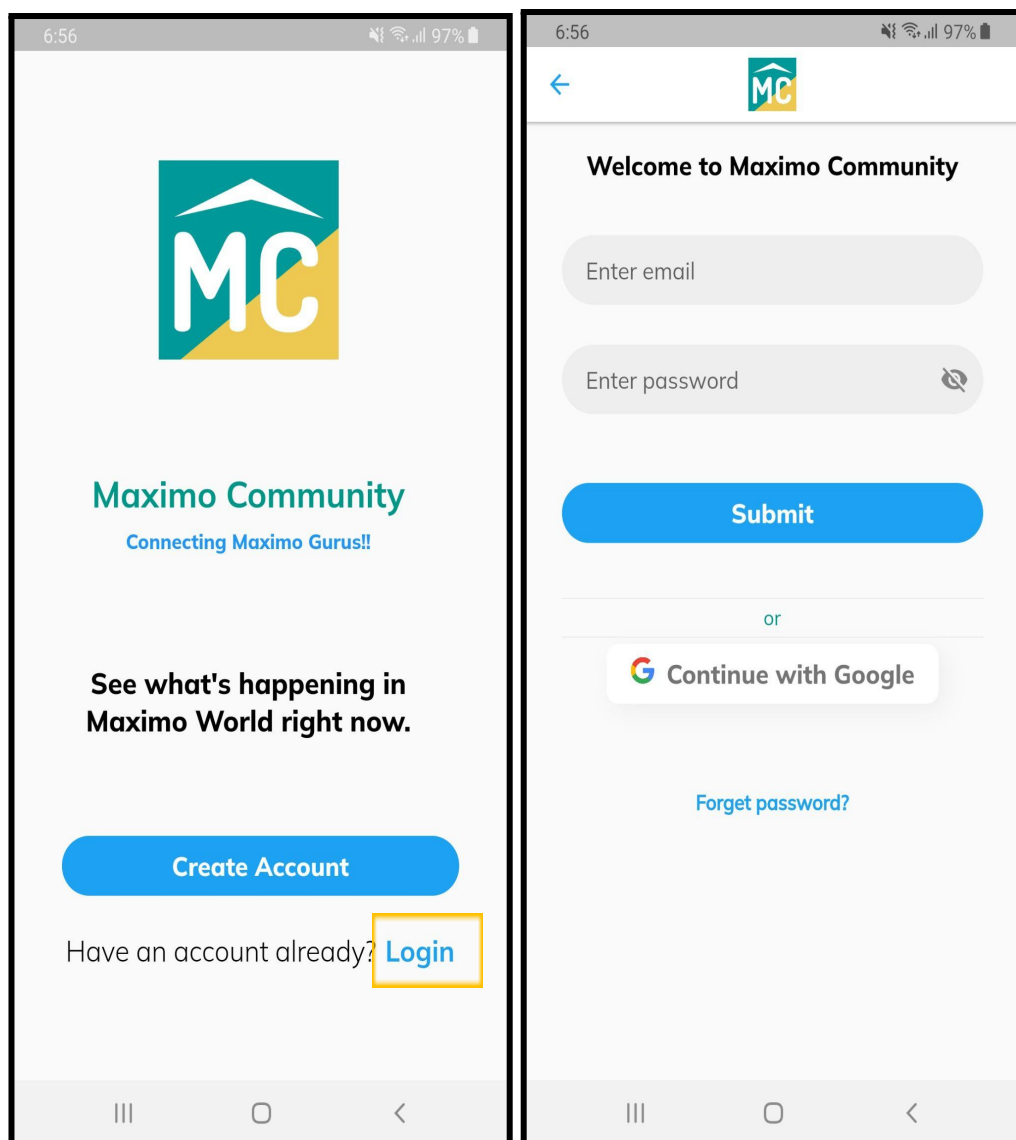 6:56
97%
MC
Maximo Community
Connecting Maximo Gurus!!
See what's happening in
Maximo World right now.
Create Account
Have an account already? Login
6:56
97%
MC
Welcome to Maximo Community
Enter email
Enter password
Submit
or
G Continue with Google
Forget password?